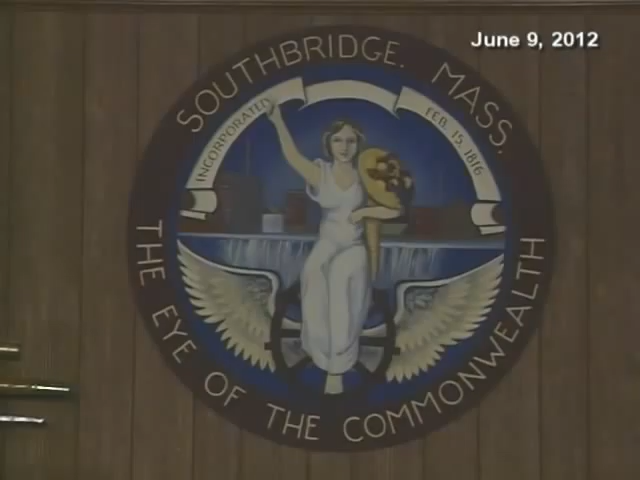 June 9, 2012
SOUTHBRIDGE, MASS.
INCORPORATED
FEB. 15, 1816
THE EYE OF THE COMMONWEALTH